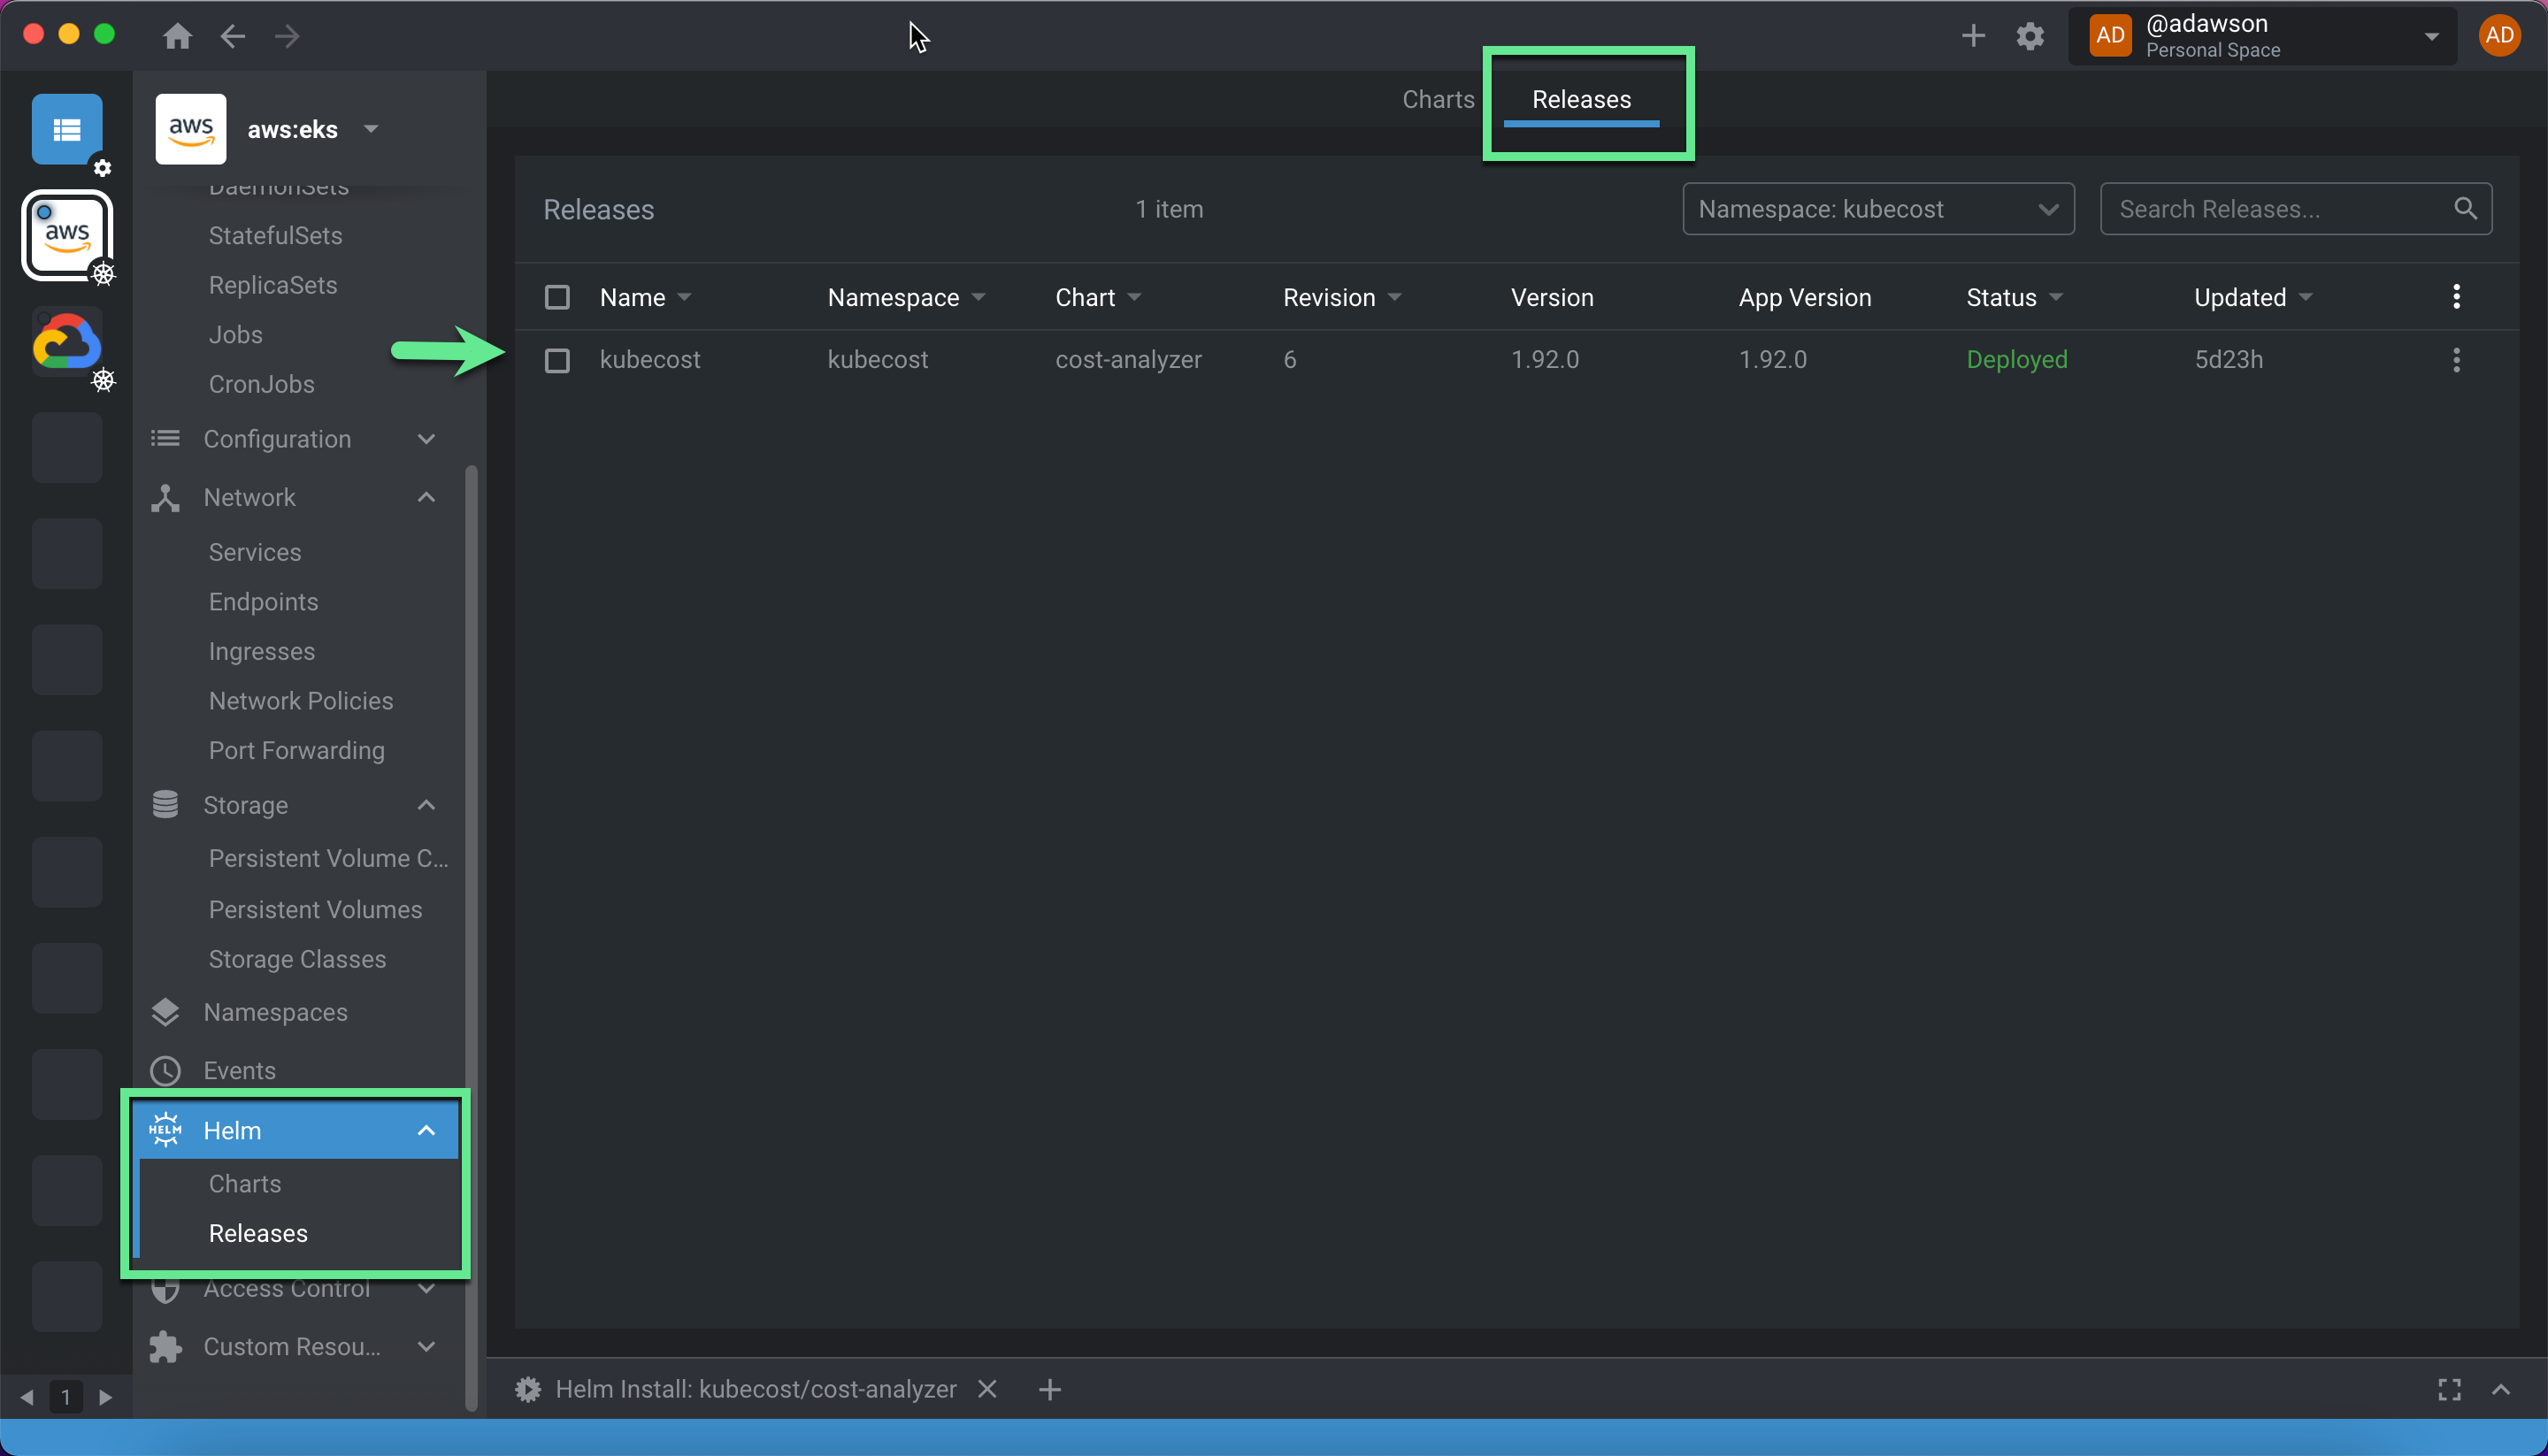 @adawson
AD
Personal Space
AD
aws
aws:eks
Charts
Releases
DaemonSets
StatefulSets
ReplicaSets
Jobs
CronJobs
Configuration
Network
Services
Endpoints
Ingresses
Network Policies
Port Forwarding
Storage
Persistent Volume C...
Persistent Volumes
Storage Classes
Namespaces
Events
HELM
Helm
Charts
Releases
Access Control
Custom Resou...
aws
1
Releases
1 item
Namespace: kubecost
Search Releases...
Name Namespace Chart Revision Version App Version Status Updated
kubecost kubecost cost-analyzer 6 1.92.0 1.92.0 Deployed 5d23h
Helm Install: kubecost/cost-analyzer